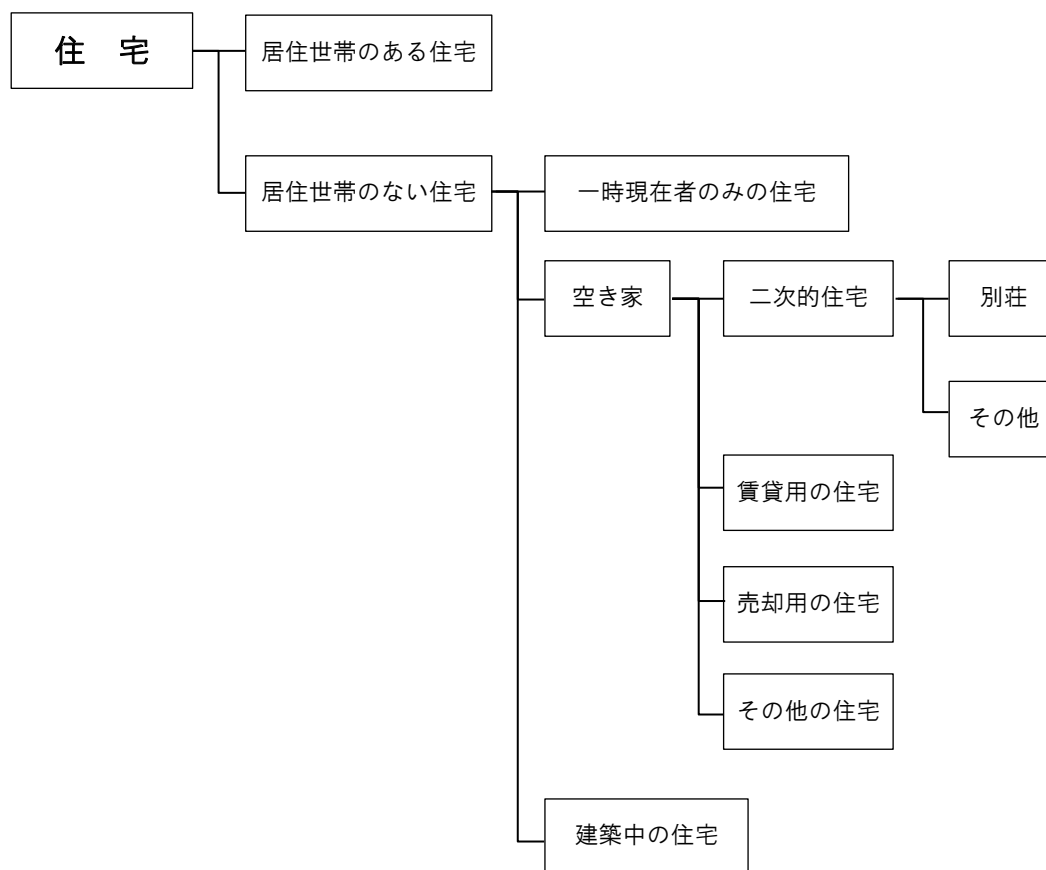 住　宅
居住世帯のある住宅
居住世帯のない住宅
一時現在者のみの住宅
空き家
二次的住宅
別荘
その他
賃貸用の住宅
売却用の住宅
その他の住宅
建築中の住宅